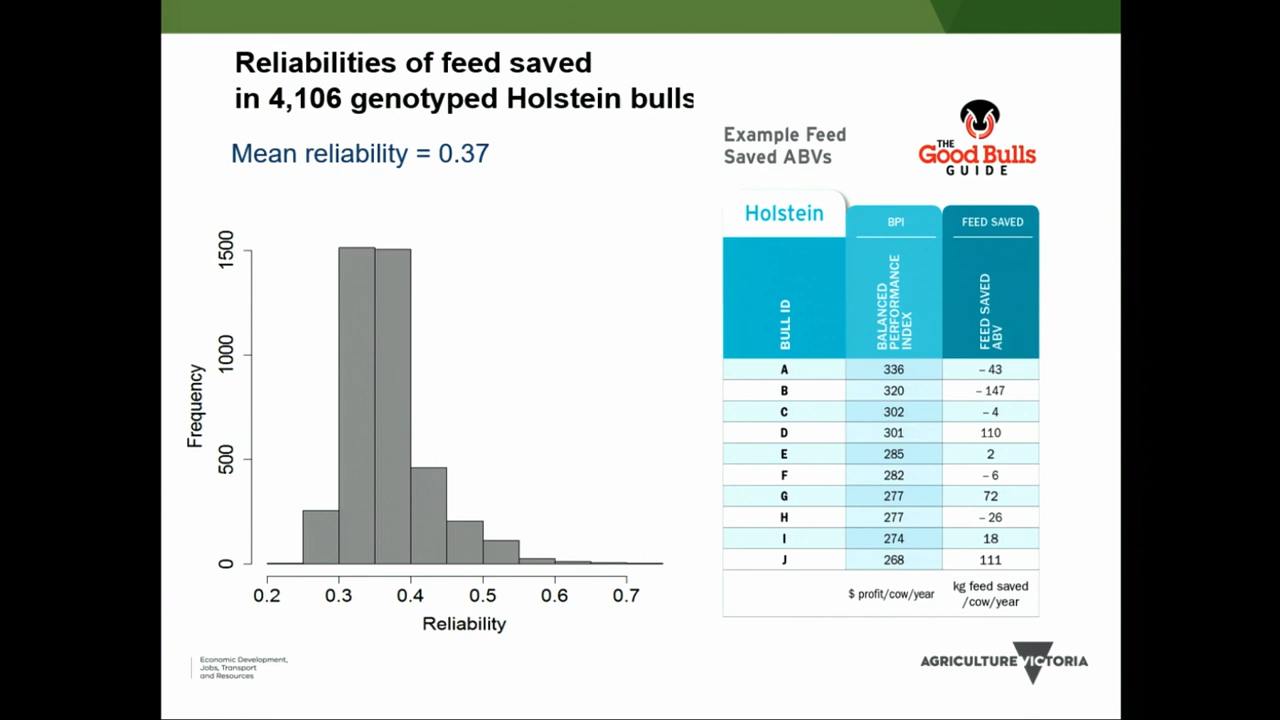 Reliabilities of feed saved
in 4,106 genotyped Holstein bulls
Mean reliability = 0.37
Frequency
1500
1000
500
0
0.2 0.3 0.4 0.5 0.6 0.7
Reliability
Example Feed
Saved ABVs
THE
Good Bulls
GUIDE
Holstein BPI FEED SAVED
BULL ID
BALANCED
PERFORMANCE
INDEX
FEED SAVED
ABV
A 336 – 43
B 320 – 147
C 302 – 4
D 301 110
E 285 2
F 282 – 6
G 277 72
H 277 – 26
I 274 18
J 268 111
$ profit/cow/year
kg feed saved
/cow/year
Economic Development,
Jobs, Transport
and Resources
AGRICULTURE VICTORIA